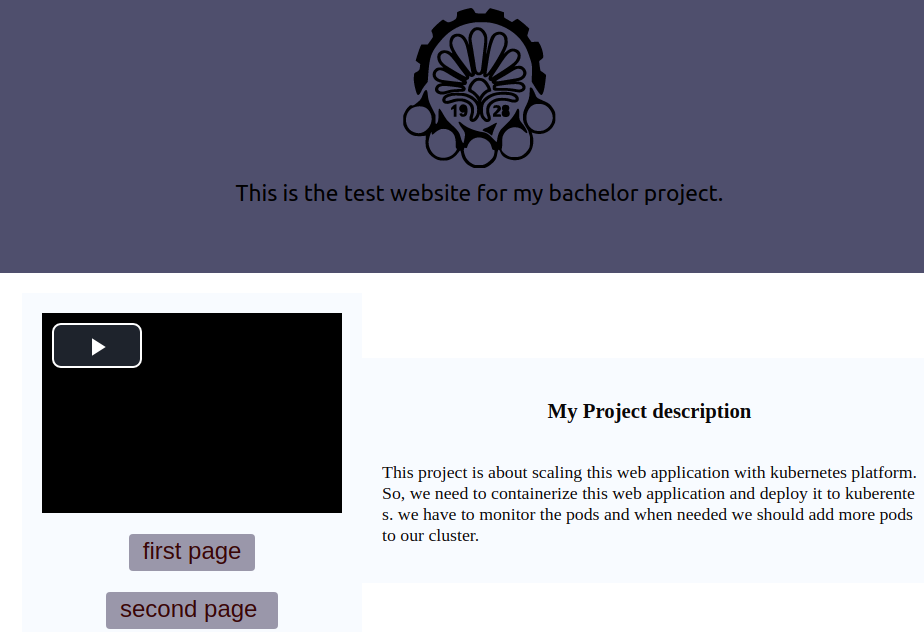 19 28
This is the test website for my bachelor project.
first page
second page
My Project description
This project is about scaling this web application with kubernetes platform.
So, we need to containerize this web application and deploy it to kuberente
s. we have to monitor the pods and when needed we should add more pods
to our cluster.